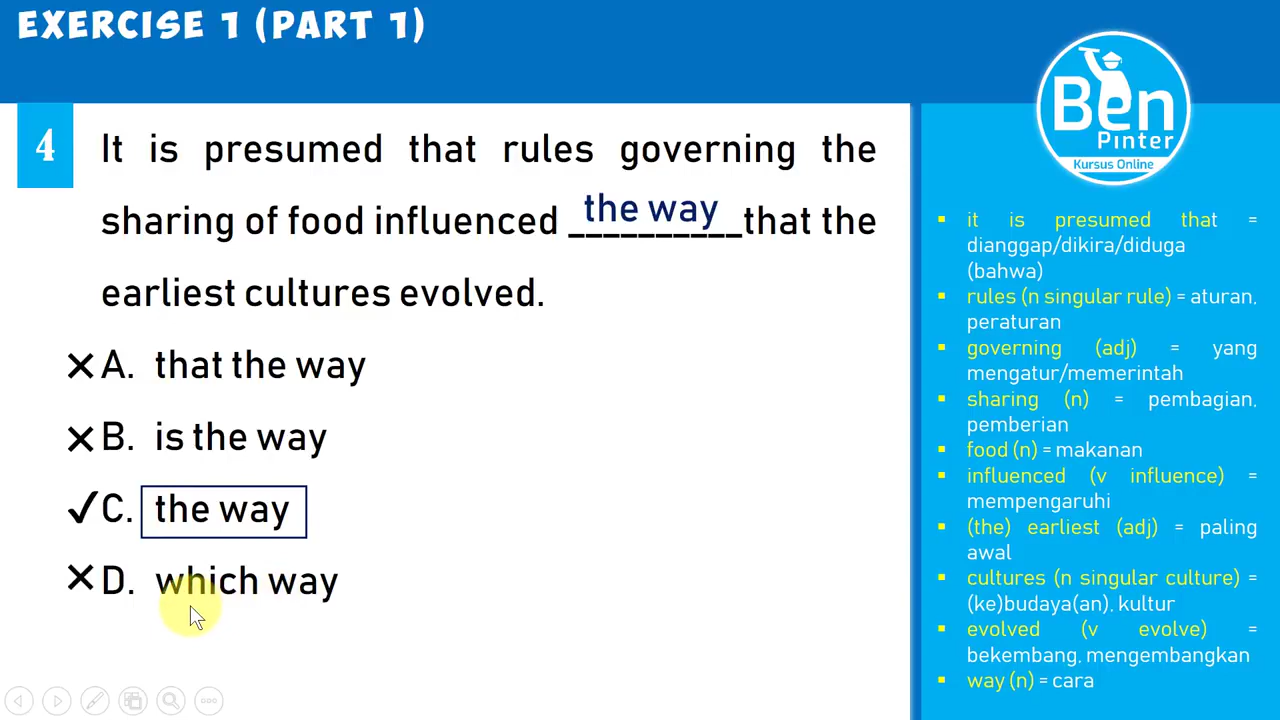 EXERCISE 1 (PART 1)
Ben
Pinter
Kursus Online
4
It is presumed that rules governing the
sharing of food influenced __________that the
the way
earliest cultures evolved.
A. that the way
B. is the way
C. the way
D. which way
it is presumed that =
dianggap/dikira/diduga
(bahwa)
rules (n singular rule) = aturan,
peraturan
governing (adj) = yang
mengatur/memerintah
sharing (n) = pembagian,
pemberian
food (n) = makanan
influenced (v influence) =
mempengaruhi
(the) earliest (adj) = paling
awal
cultures (n singular culture) =
(ke)budaya(an), kultur
evolved (v evolve) =
bekembang, mengembangkan
way (n) = cara